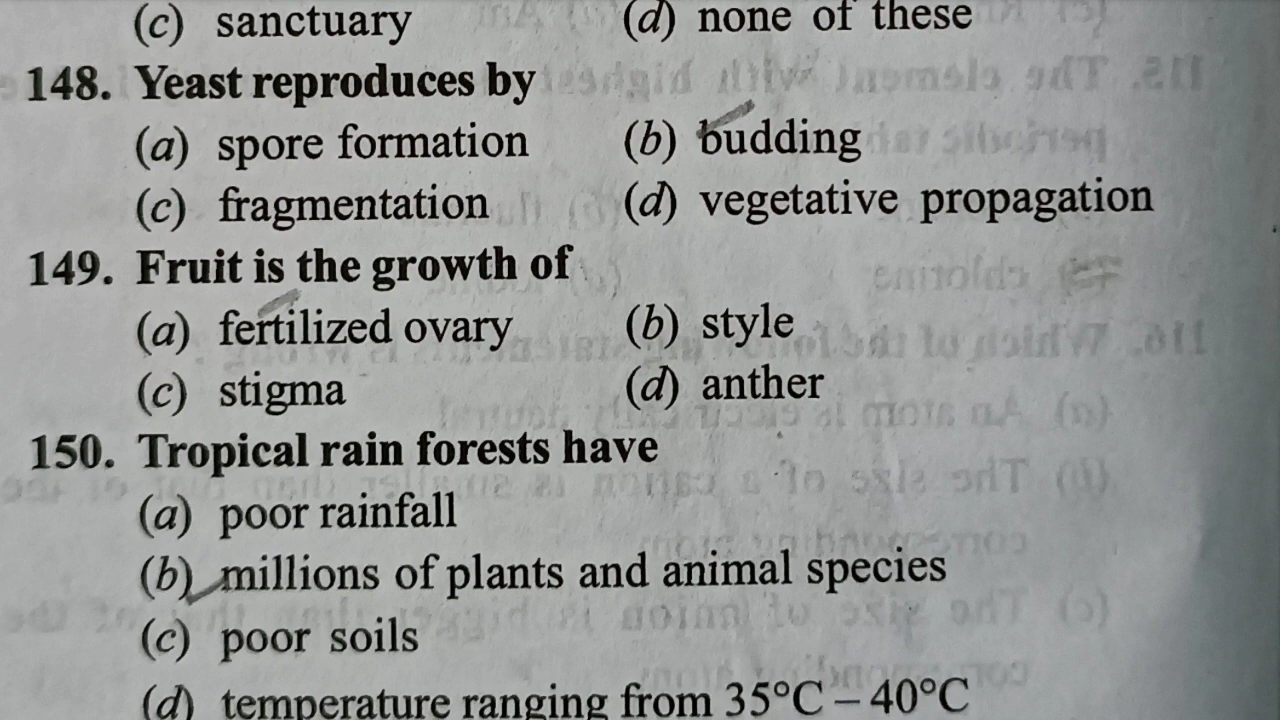 (c) sanctuary (d) none of these
148. Yeast reproduces by
(a) spore formation (b) budding
(c) fragmentation (d) vegetative propagation
149. Fruit is the growth of
(a) fertilized ovary (b) style
(c) stigma (d) anther
150. Tropical rain forests have
(a) poor rainfall
(b) millions of plants and animal species
(c) poor soils
(d) temperature ranging from 35°C – 40°C